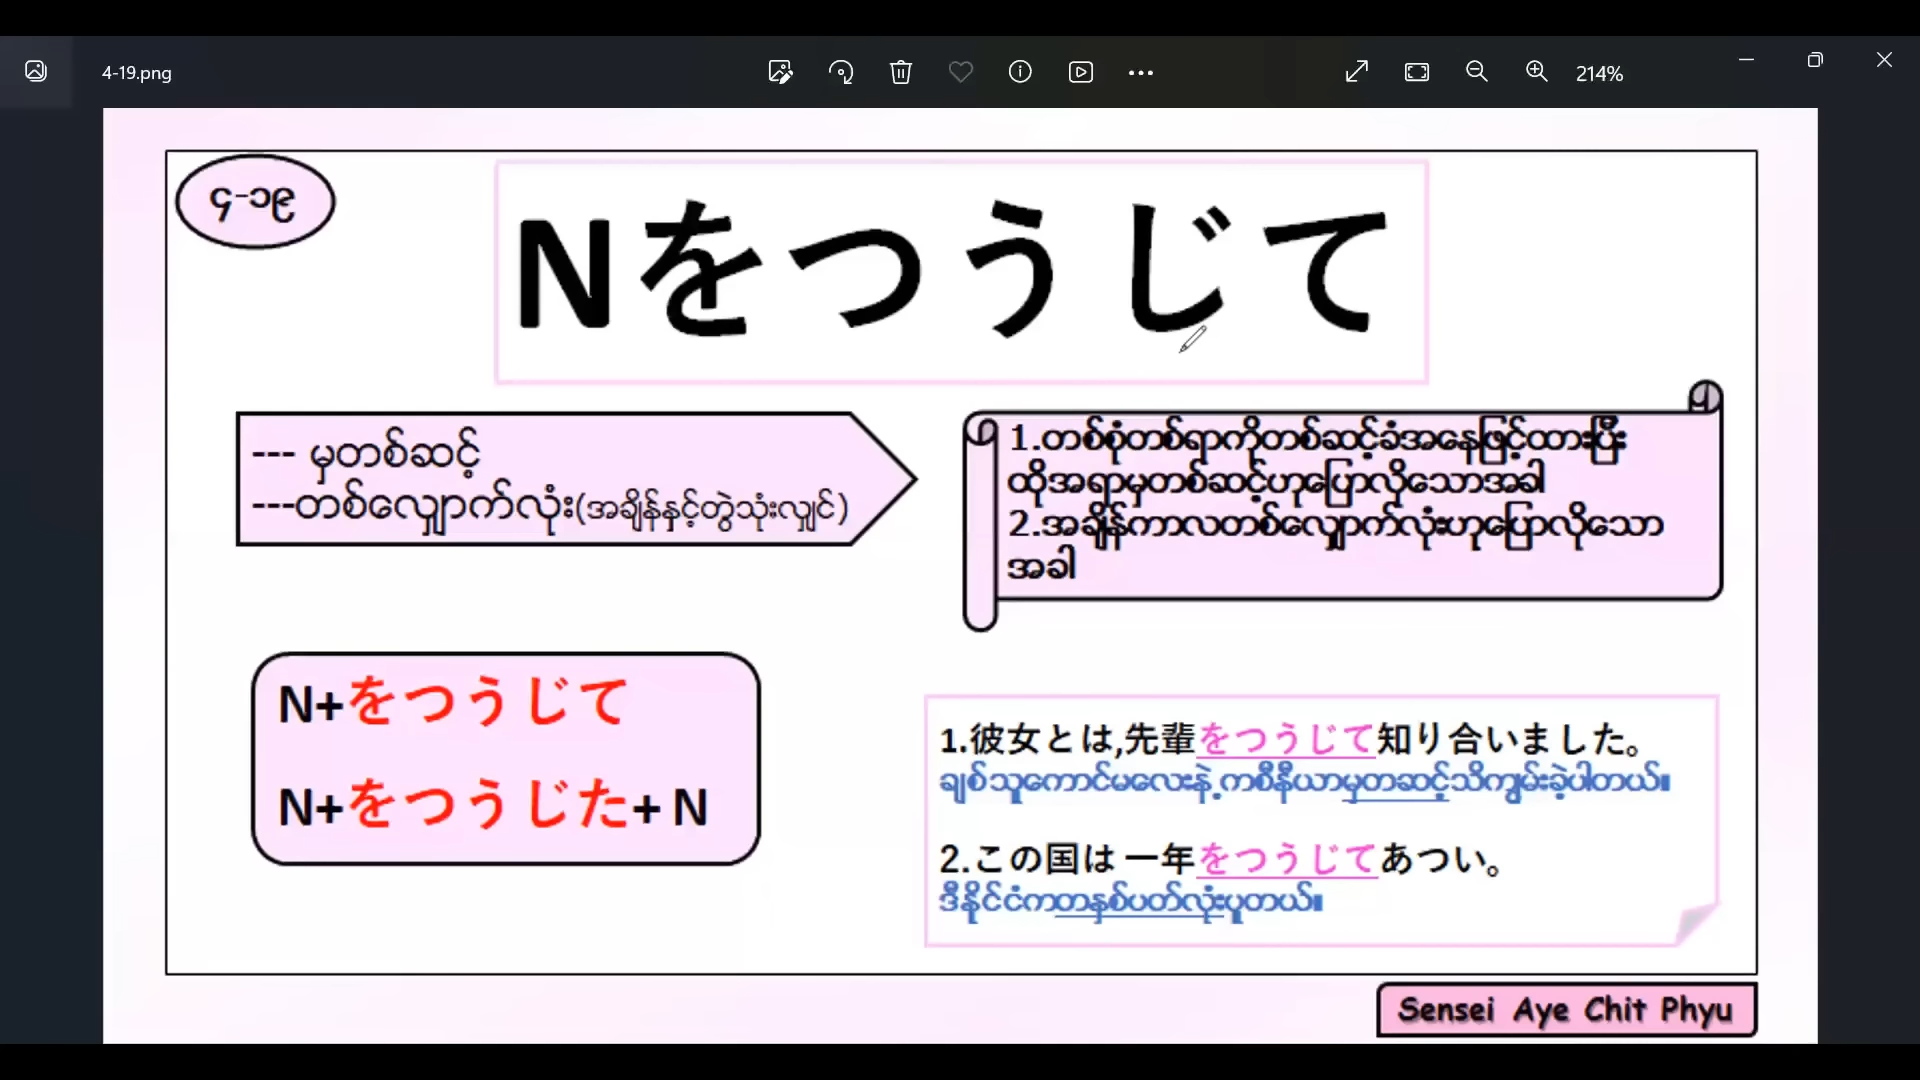 4-19.png
214%
၄-၁၉
Nをつうじて
--- မှတစ်ဆင့်
---တစ်လျှောက်လုံး(အချိန်နှင့်တွဲသုံးလျှင်)
1.တစ်စုံတစ်ရာကိုတစ်ဆင့်ခံအနေဖြင့်ထားပြီး
ထိုအရာမှတစ်ဆင့်ဟုပြောလိုသောအခါ
2.အချိန်ကာလတစ်လျှောက်လုံးဟုပြောလိုသော
အခါ
N+をつうじて
N+をつうじた+ N
1.彼女とは,先輩をつうじて知り合いました。
ချစ်သူကောင်မလေးနဲ့ကစီနီယာမှတဆင့်သိကျွမ်းခဲ့ပါတယ်။
2.この国は 一年をつうじてあつい。
ဒီနိုင်ငံကတနှစ်ပတ်လုံးပူတယ်။
Sensei Aye Chit Phyu